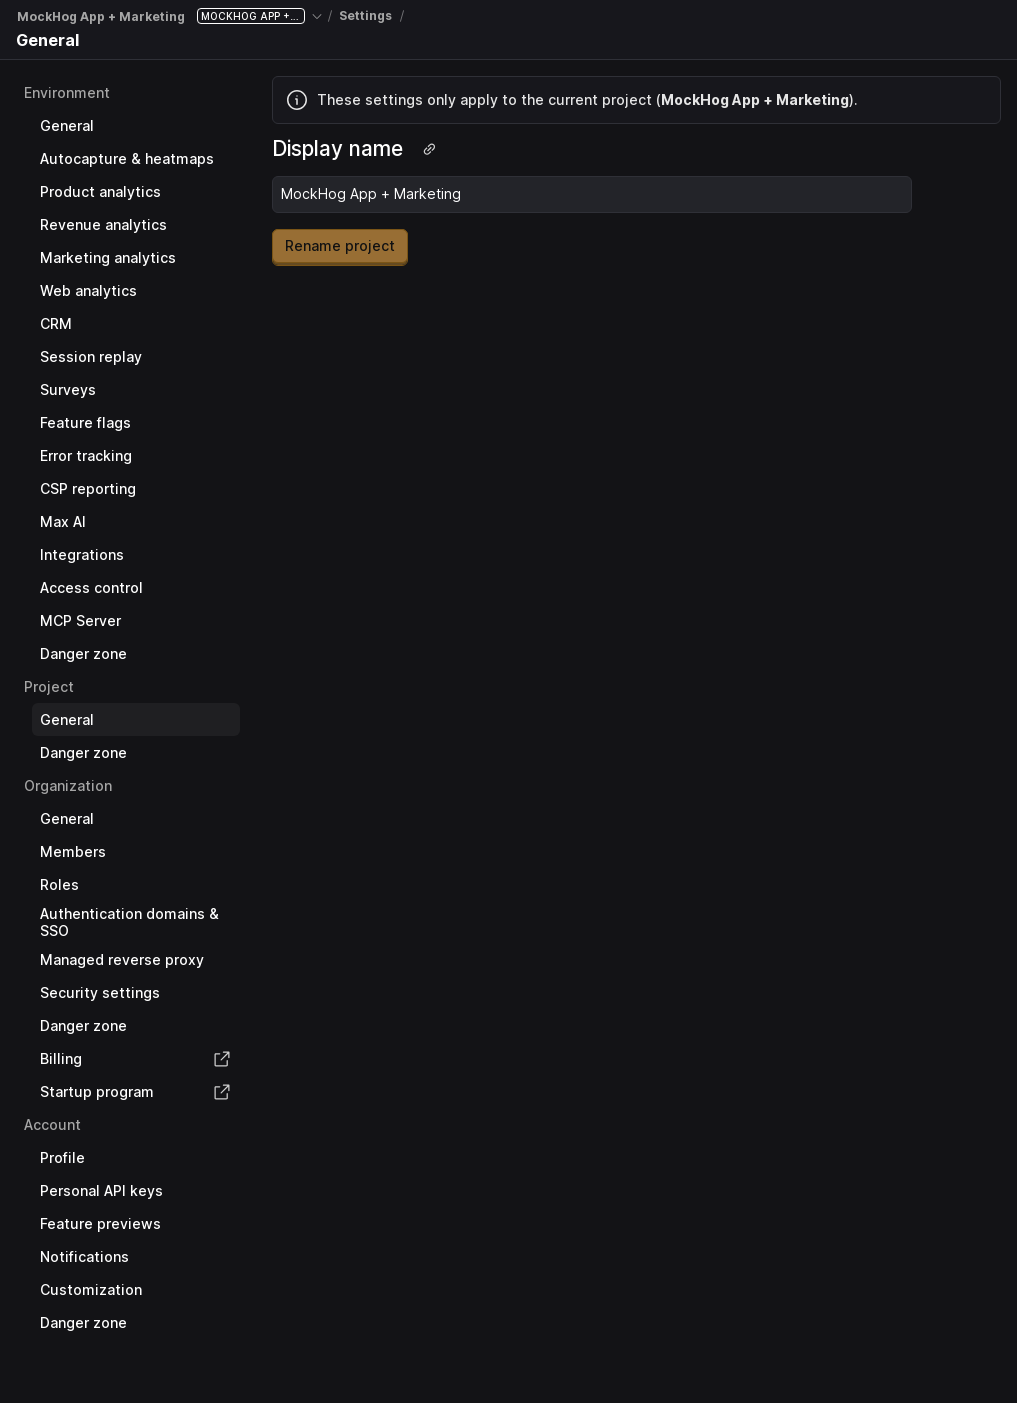 MockHog App + Marketing MOCKHOG APP +... / Settings /
General
Environment
General
Autocapture & heatmaps
Product analytics
Revenue analytics
Marketing analytics
Web analytics
CRM
Session replay
Surveys
Feature flags
Error tracking
CSP reporting
Max AI
Integrations
Access control
MCP Server
Danger zone
Project
General
Danger zone
Organization
General
Members
Roles
Authentication domains &
SSO
Managed reverse proxy
Security settings
Danger zone
Billing
Startup program
Account
Profile
Personal API keys
Feature previews
Notifications
Customization
Danger zone
These settings only apply to the current project (MockHog App + Marketing).
Display name
MockHog App + Marketing
Rename project